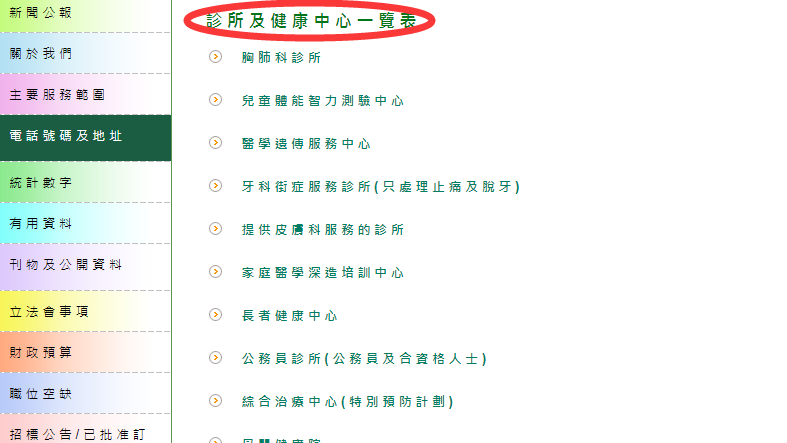 新聞公報
關於我們
主要服務範圍
電話號碼及地址
統計數字
有用資料
刊物及公開資料
立法會事項
財政預算
職位空缺
招標公告/已批准訂
診所及健康中心一覽表
胸肺科診所
兒童體能智力測驗中心
醫學遺傳服務中心
牙科街症服務診所(只處理止痛及脫牙)
提供皮膚科服務的診所
家庭醫學深造培訓中心
長者健康中心
公務員診所(公務員及合資格人士)
綜合治療中心(特別預防計劃)